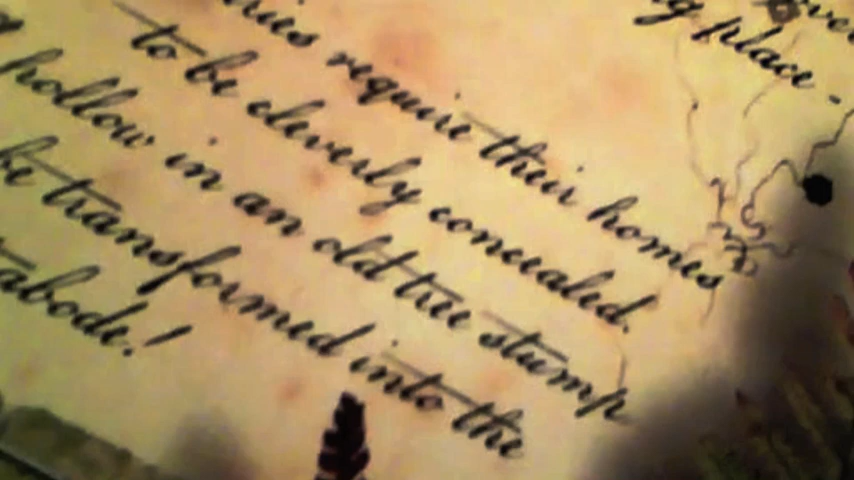 place.
require their homes
to be cleverly concealed.
hollow in an old tree stump
be transformed into the
abode!